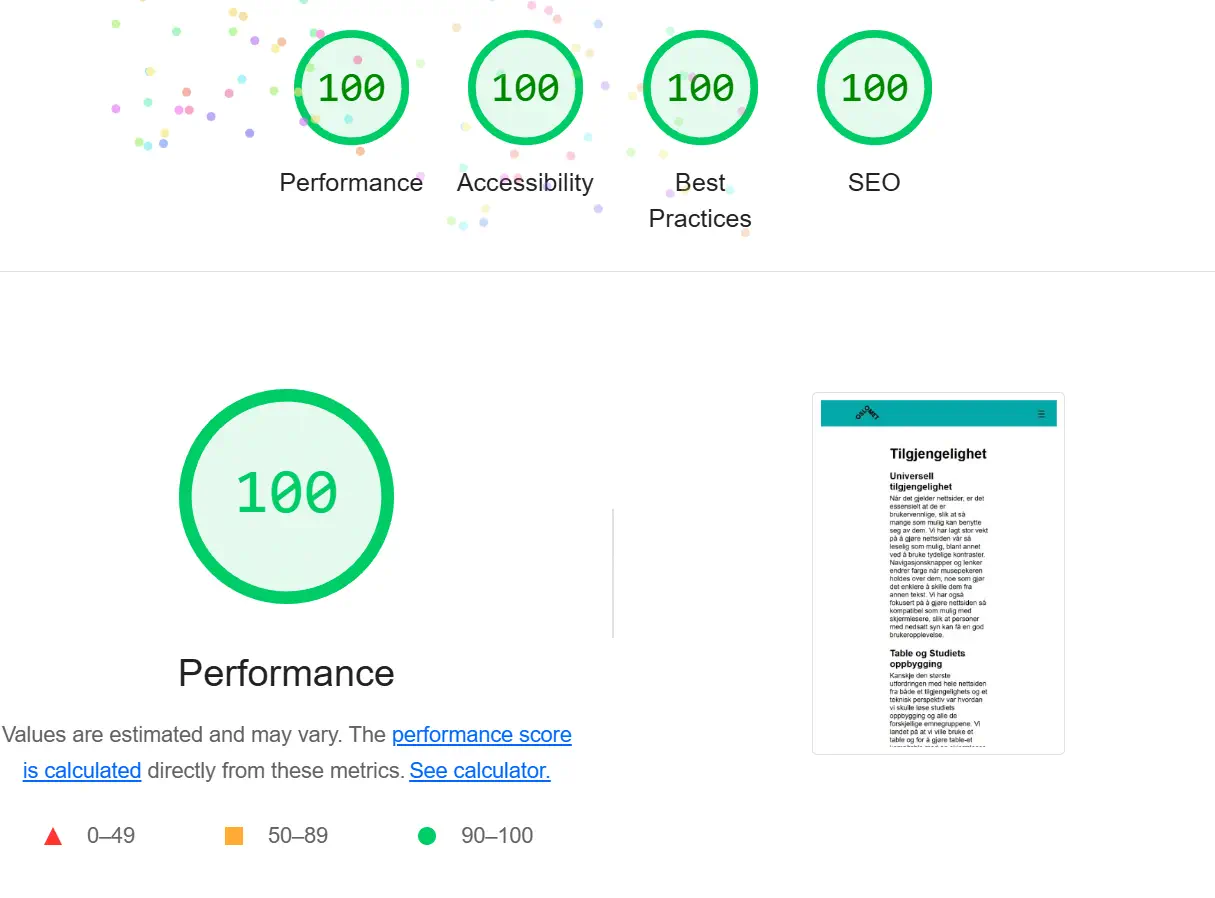 100 100 100 100
Performance Accessibility Best Practices SEO
100
Performance
Values are estimated and may vary. The performance score
is calculated directly from these metrics. See calculator.
0–49 50–89 90–100
OSLOMET
Tilgjengelighet
Universell
tilgjengelighet
Når det gjelder nettsider, er det
essensielt at de er
brukervennlige, slik at så
mange som mulig kan benytte
seg av dem. Vi har lagt stor vekt
på å gjøre nettsiden vår så
leselig som mulig, blant annet
ved å bruke tydelige kontraster.
Navigasjonsknapper og lenker
endrer farge når musepekeren
holdes over dem, noe som gjør
det enklere å skille dem fra
annen tekst. Vi har også
fokusert på å gjøre nettsiden så
kompatibel som mulig med
skjermlesere, slik at personer
med nedsatt syn kan få en god
brukeropplevelse.
Table og Studiets
oppbygging
Kanskje den største
utfordringen med hele nettsiden
fra både et tilgjengelighets og et
teknisk perspektiv var hvordan
vi skulle løse studiets
oppbygging og alle de
forskjellige emnegruppene. Vi
landet på at vi ville bruke et
table og for å gjøre table-et